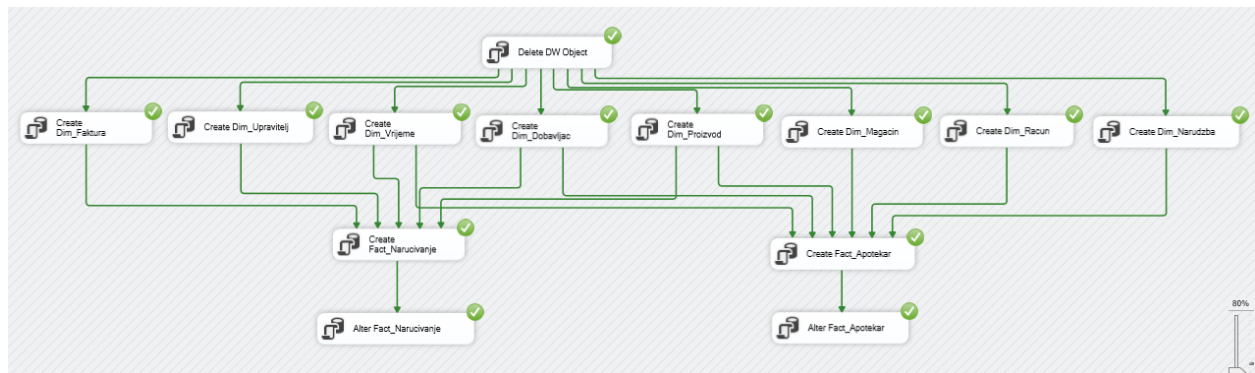 Delete DW Object
Create
Dim_Faktura
Create Dim_Upravitelj
Create
Dim_Vrijeme
Create
Dim_Dobavljac
Create
Dim_Proizvod
Create Dim_Magacin
Create Dim_Racun
Create Dim_Narudzba
Create
Fact_Narucivanje
Create Fact_Apotekar
Alter Fact_Narucivanje
Alter Fact_Apotekar
80%